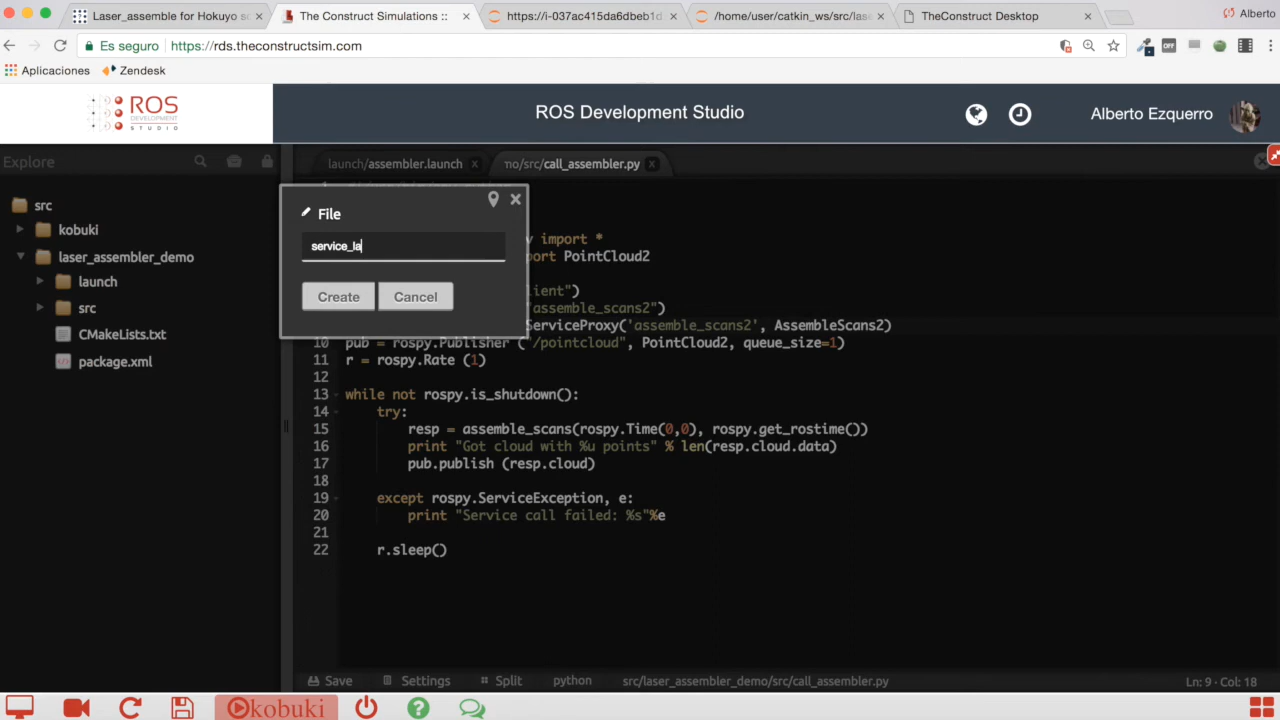 Laser_assemble for Hokuyo sc
The Construct Simulations ::
https://i-037ac415da6dbeb1d
/home/user/catkin_ws/src/las
TheConstruct Desktop
Alberto
Es seguro
https://rds.theconstructsim.com
OFF
Aplicaciones
Zendesk
ROS
DEVELOPMENT
STUDIO
ROS Development Studio
Alberto Ezquerro
Explore
launch/assembler.launch
no/src/call_assembler.py
src
kobuki
laser_assembler_demo
launch
src
CMakeLists.txt
package.xml
File
service_la
Create
Cancel
import *
ort PointCloud2
ient")
assemble_scans2")
ServiceProxy('assemble_scans2', AssembleScans2)
10 pub = rospy.Publisher ("/pointcloud", PointCloud2, queue_size=1)
11 r = rospy.Rate (1)
12
13 while not rospy.is_shutdown():
14 try:
15 resp = assemble_scans(rospy.Time(0,0), rospy.get_rostime())
16 print "Got cloud with %u points" % len(resp.cloud.data)
17 pub.publish (resp.cloud)
18
19 except rospy.ServiceException, e:
20 print "Service call failed: %s"%e
21
22 r.sleep()
Save
Settings
Split
python
src/laser_assembler_demo/src/call_assembler.py
Ln: 9 · Col: 18
kobuki